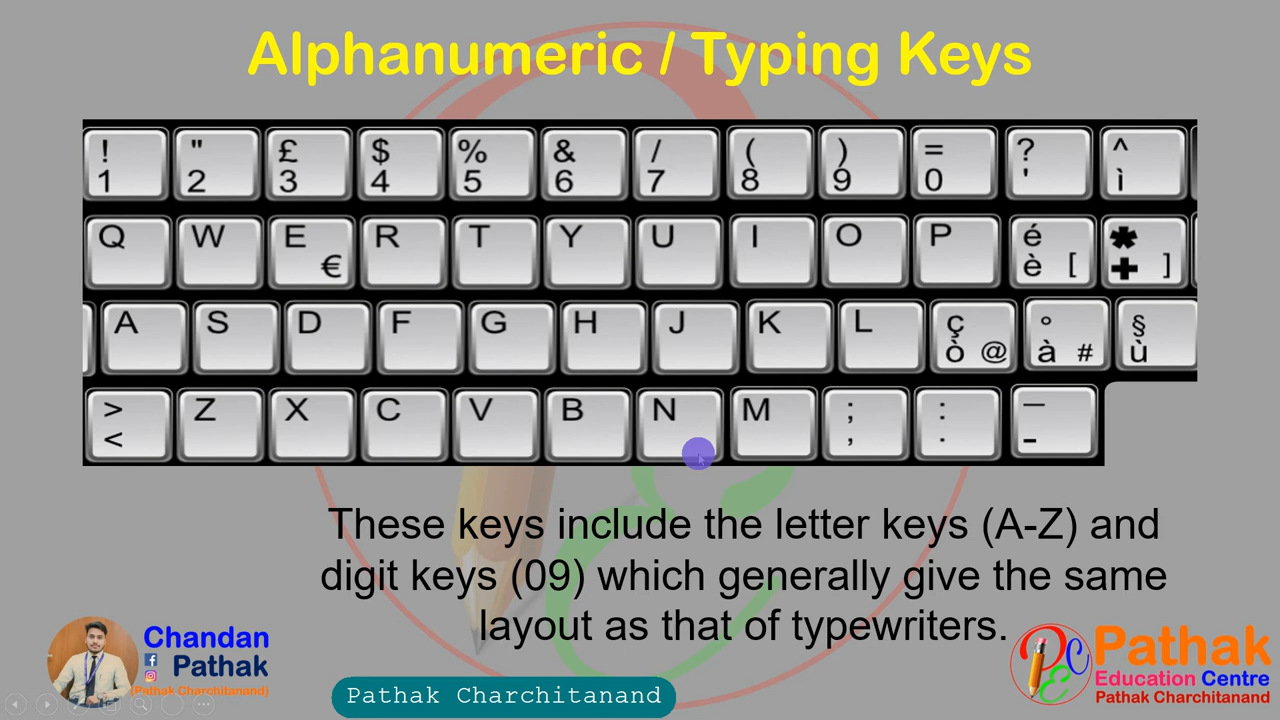 Alphanumeric / Typing Keys
! " £ $ % & / ( ) = ? ^
1 2 3 4 5 6 7 8 9 0 ' ì
Q W E R T Y U I O P é *
€ è [ + ]
A S D F G H J K L ç ° §
ò @ à # ù
> Z X C V B N M ; : —
< , . -
These keys include the letter keys (A-Z) and
digit keys (09) which generally give the same
layout as that of typewriters.
Chandan
Pathak
(Pathak Charchitanand)
Pathak Charchitanand
Pathak
Education Centre
Pathak Charchitanand